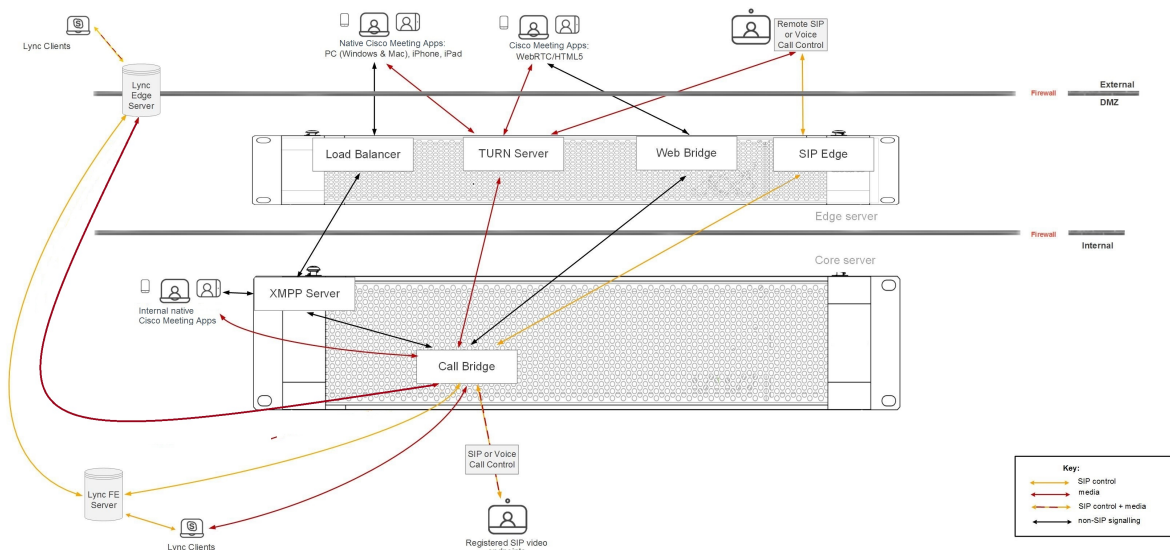 Lync Clients
Native Cisco Meeting Apps:
PC (Windows & Mac), iPhone, iPad
Cisco Meeting Apps:
WebRTC/HTML5
Remote SIP
or Voice
Call Control
Lync
Edge
Server
Firewall
External
DMZ
Load Balancer
TURN Server
Web Bridge
SIP Edge
Edge server
Firewall
Internal
Core server
XMPP Server
Internal native
Cisco Meeting Apps
Call Bridge
SIP or Voice
Call Control
Lync FE
Server
Lync Clients
Registered SIP video
endpoints
Key:
SIP control
media
SIP control + media
non-SIP signalling